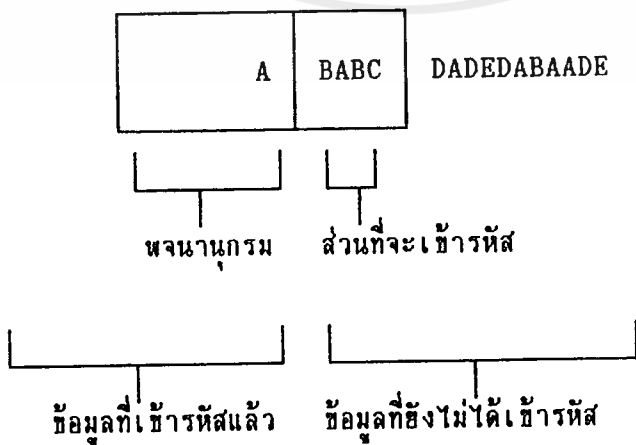 A BABC DADEDABAADE
พจนานุกรม ส่วนที่จะเข้ารหัส
ข้อมูลที่เข้ารหัสแล้ว ข้อมูลที่ยังไม่ได้เข้ารหัส